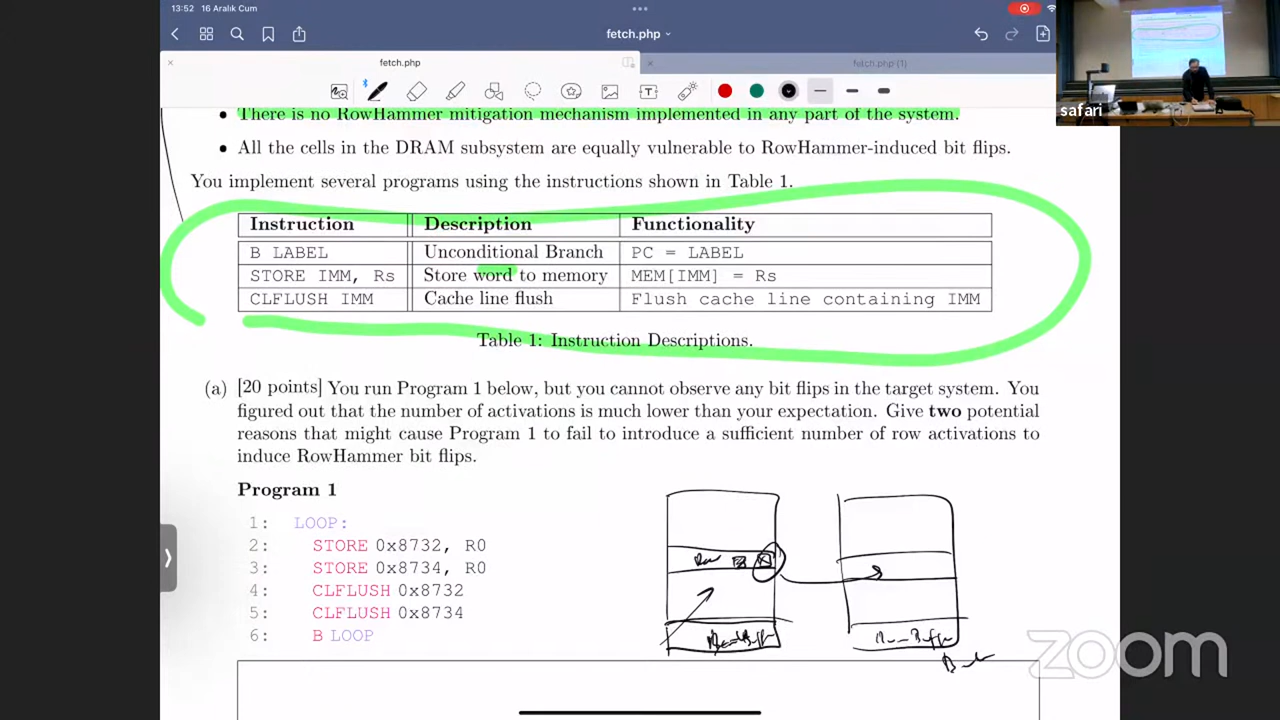 13:52 16 Aralık Cum
fetch.php
fetch.php
fetch.php (1)
safari
• There is no RowHammer mitigation mechanism implemented in any part of the system.
• All the cells in the DRAM subsystem are equally vulnerable to RowHammer-induced bit flips.
You implement several programs using the instructions shown in Table 1.
Instruction Description Functionality
B LABEL Unconditional Branch PC = LABEL
STORE IMM, Rs Store word to memory MEM[IMM] = Rs
CLFLUSH IMM Cache line flush Flush cache line containing IMM
Table 1: Instruction Descriptions.
(a) [20 points] You run Program 1 below, but you cannot observe any bit flips in the target system. You
figured out that the number of activations is much lower than your expectation. Give two potential
reasons that might cause Program 1 to fail to introduce a sufficient number of row activations to
induce RowHammer bit flips.
Program 1
1: LOOP:
2: STORE 0x8732, R0
3: STORE 0x8734, R0
4: CLFLUSH 0x8732
5: CLFLUSH 0x8734
6: B LOOP
Row
zoom